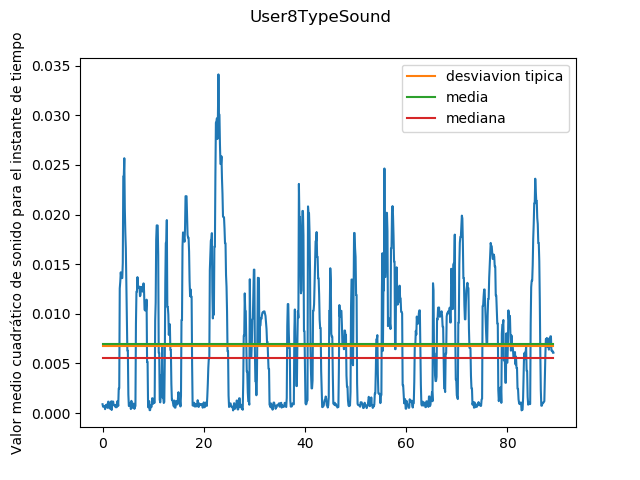 User8TypeSound
Valor medio cuadrático de sonido para el instante de tiempo
0.035
0.030
0.025
0.020
0.015
0.010
0.005
0.000
0
20
40
60
80
desviavion tipica
media
mediana